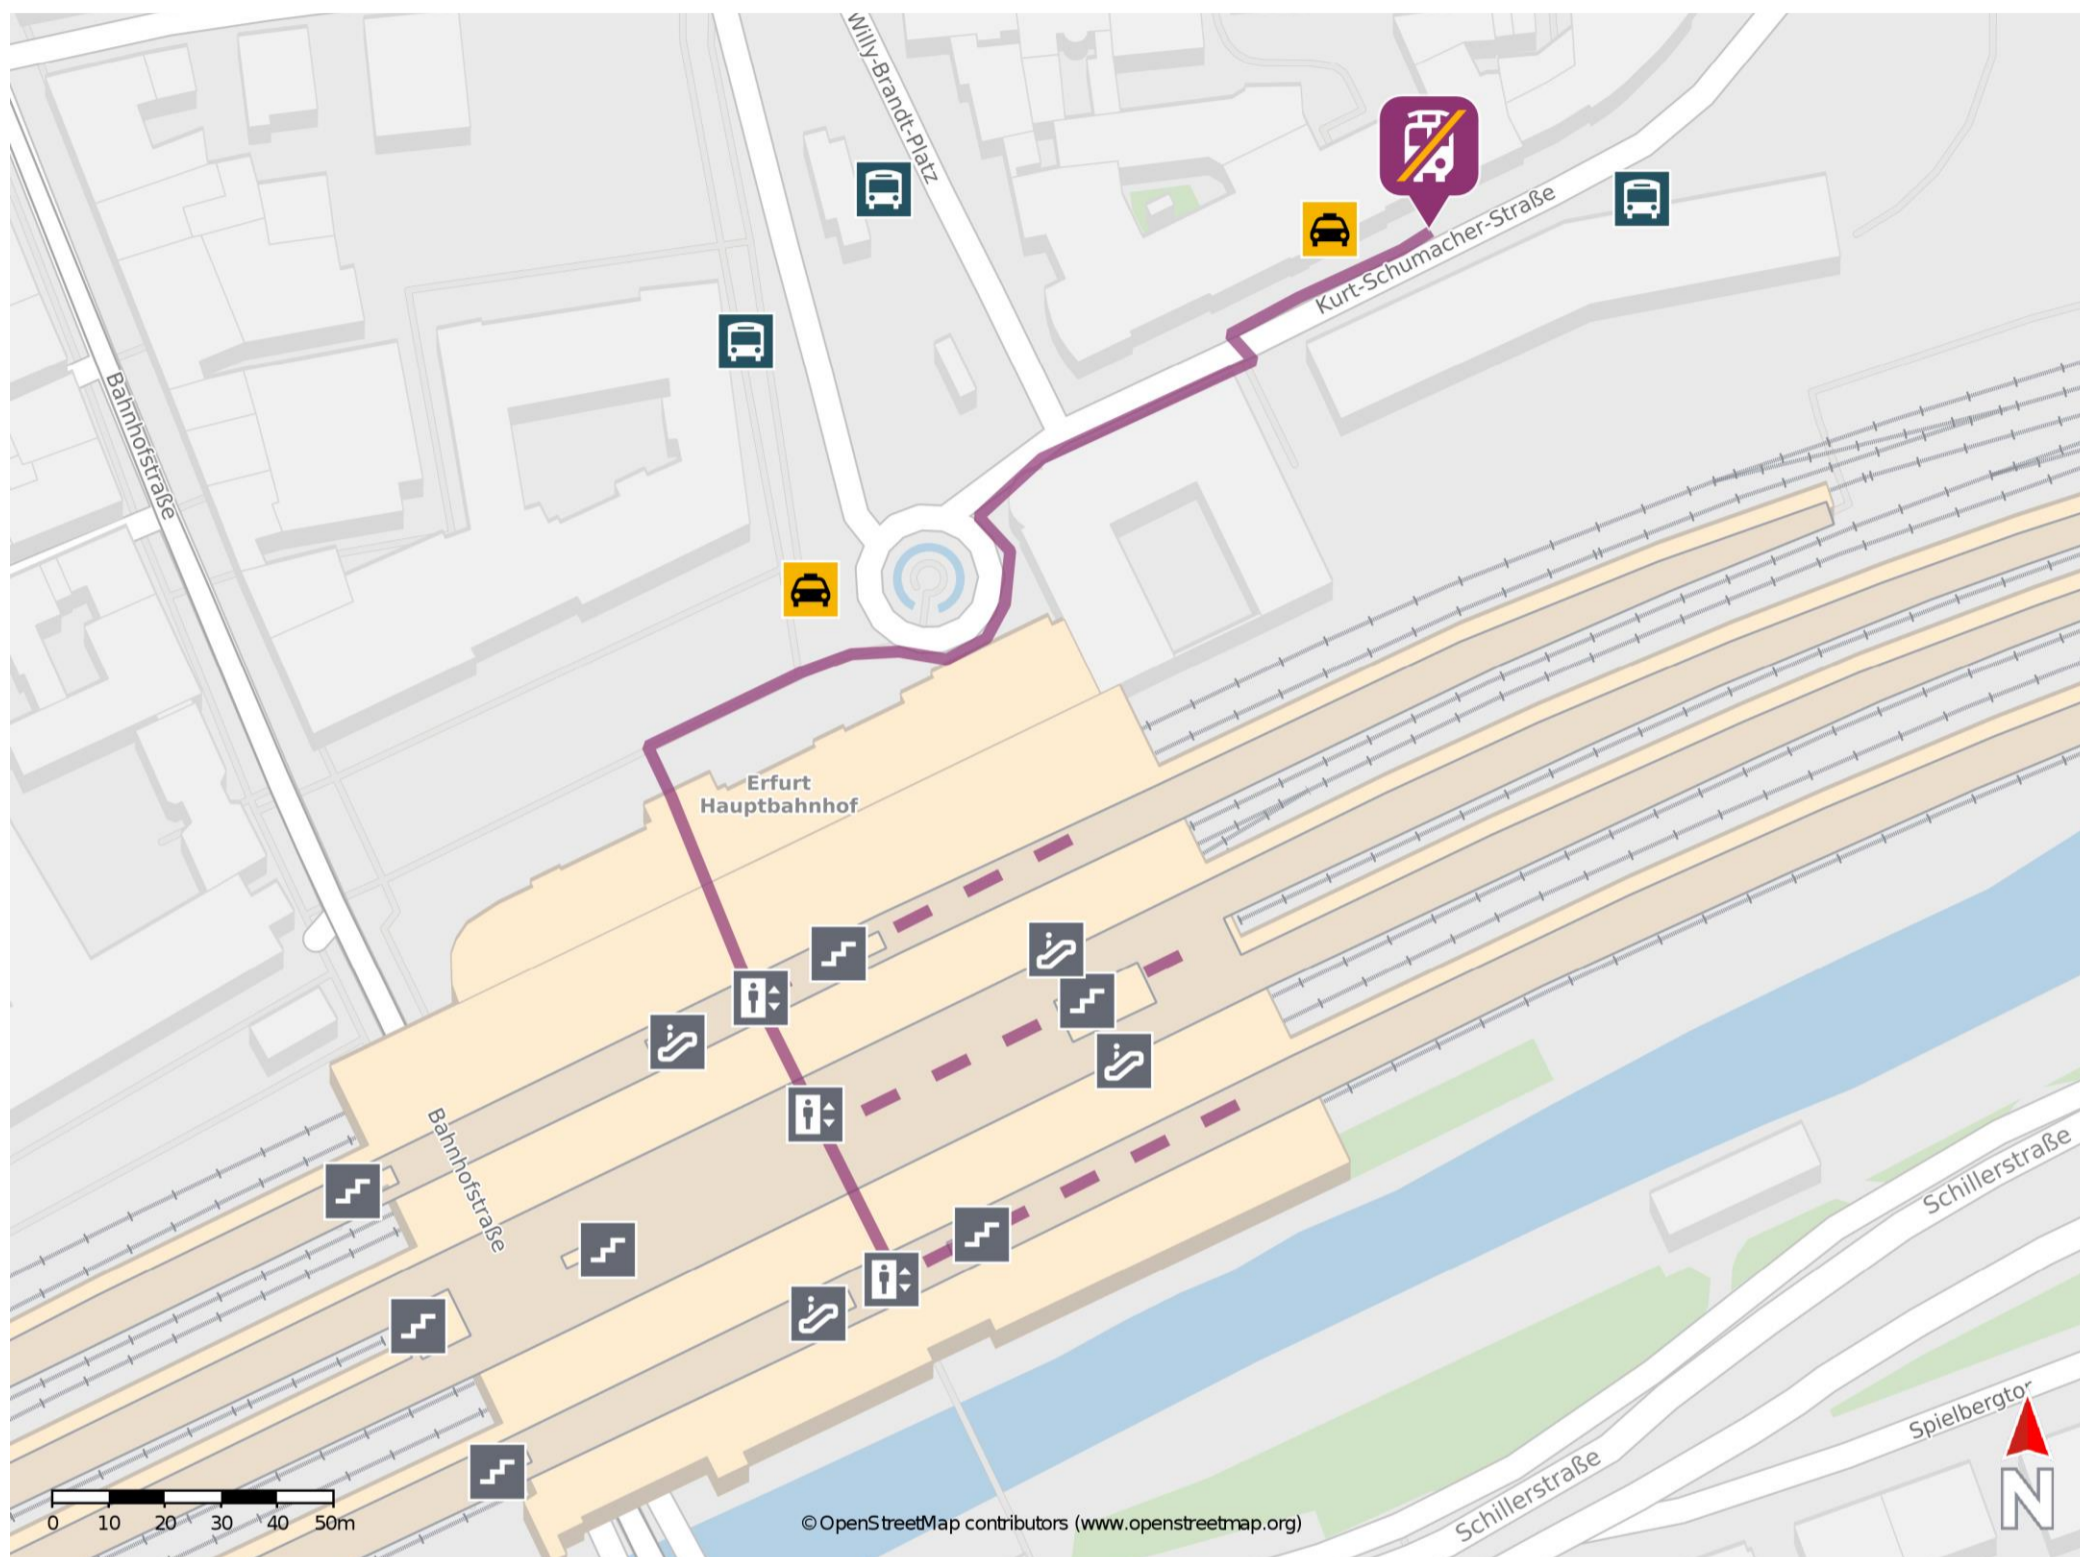 Willy-Brandt-Platz
Kurt-Schumacher-Straße
Bahnhofstraße
Erfurt
Hauptbahnhof
Bahnhofstraße
Schillerstraße
Spielbergtor
Schillerstraße
N
0 10 20 30 40 50m
© OpenStreetMap contributors (www.openstreetmap.org)